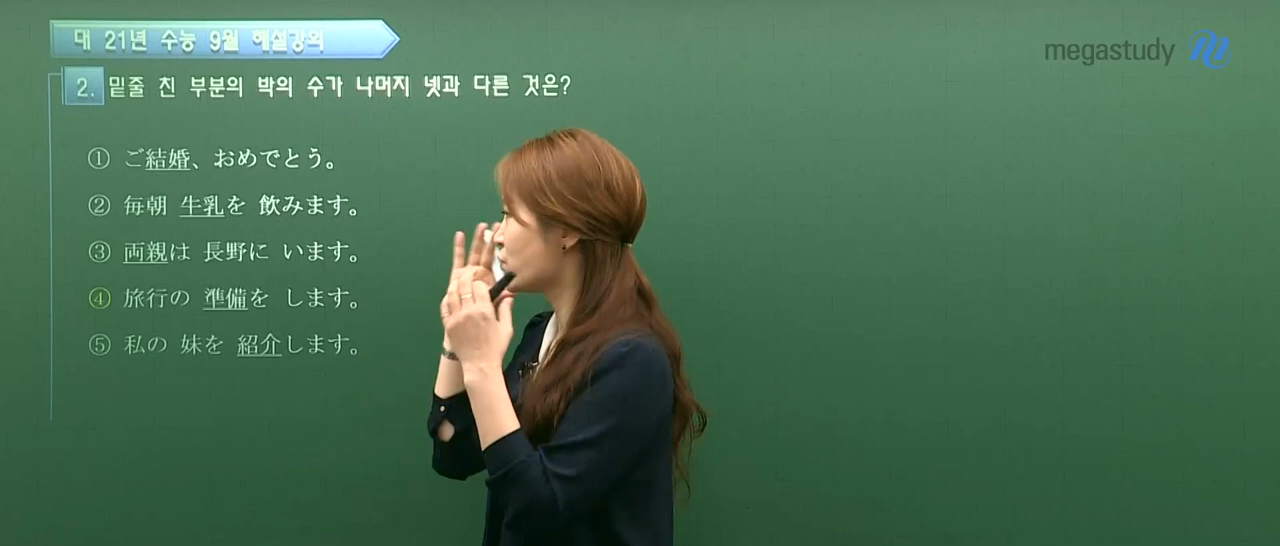 대 21년 수능 9월 해설강의
megastudy
2. 밑줄 친 부분의 박의 수가 나머지 넷과 다른 것은?
① ご結婚、おめでとう。
② 毎朝 牛乳を 飲みます。
③ 両親は 長野に います。
④ 旅行の 準備を します。
⑤ 私の 妹を 紹介します。